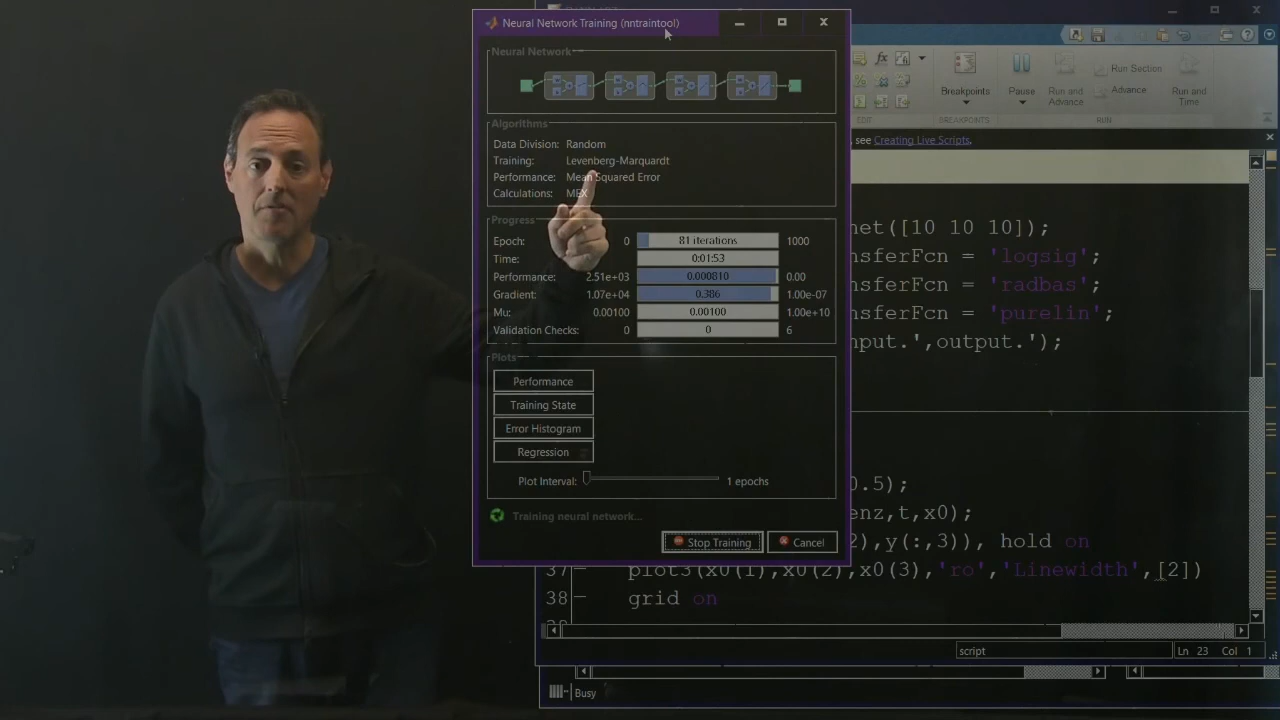 Neural Network Training (nntraintool)
Neural Network
Algorithms
Data Division: Random
Training: Levenberg-Marquardt
Performance: Mean Squared Error
Calculations: MEX
Progress
Epoch: 0 81 iterations 1000
Time: 0:01:53
Performance: 2.51e+03 0.000810 0.00
Gradient: 1.07e+04 0.386 1.00e-07
Mu: 0.00100 0.00100 1.00e+10
Validation Checks: 0 0 6
Plots
Performance
Training State
Error Histogram
Regression
Plot Interval: 1 epochs
Training neural network...
Stop Training Cancel
Breakpoints
Pause
Run and Advance
Run Section
Advance
Run and Time
EDIT BREAKPOINTS RUN
see Creating Live Scripts.
net([10 10 10]);
nsferFcn = 'logsig';
nsferFcn = 'radbas';
nsferFcn = 'purelin';
nput.',output.');
0.5);
enz,t,x0);
2),y(:,3)), hold on
37 plot3(x0(1),x0(2),x0(3),'ro','Linewidth',[2])
38 grid on
script Ln 23 Col 1
Busy